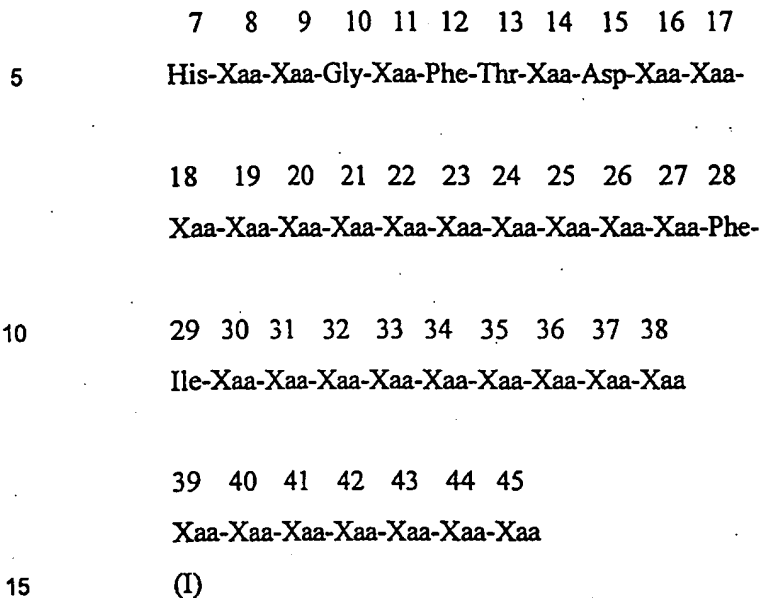 7 8 9 10 11 12 13 14 15 16 17
5 His-Xaa-Xaa-Gly-Xaa-Phe-Thr-Xaa-Asp-Xaa-Xaa-
18 19 20 21 22 23 24 25 26 27 28
Xaa-Xaa-Xaa-Xaa-Xaa-Xaa-Xaa-Xaa-Xaa-Xaa-Phe-
10 29 30 31 32 33 34 35 36 37 38
Ile-Xaa-Xaa-Xaa-Xaa-Xaa-Xaa-Xaa-Xaa-Xaa
39 40 41 42 43 44 45
Xaa-Xaa-Xaa-Xaa-Xaa-Xaa-Xaa
15 (I)